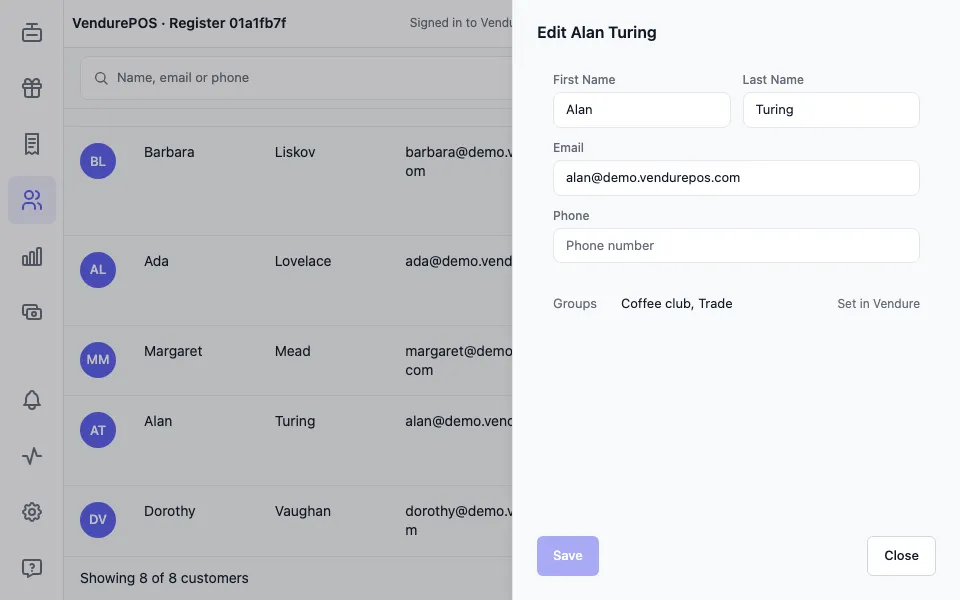 VendurePOS · Register 01a1fb7f
Signed in to Vendu
Name, email or phone
BL
Barbara
Liskov
barbara@demo.v
om
AL
Ada
Lovelace
ada@demo.vend
MM
Margaret
Mead
margaret@demo
com
AT
Alan
Turing
alan@demo.vend
DV
Dorothy
Vaughan
dorothy@demo.v
m
Showing 8 of 8 customers
Edit Alan Turing
First Name
Last Name
Alan
Turing
Email
alan@demo.vendurepos.com
Phone
Phone number
Groups
Coffee club, Trade
Set in Vendure
Save
Close